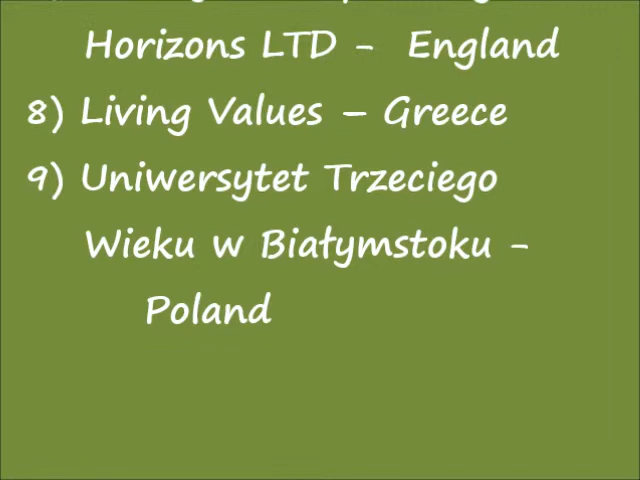 Horizons LTD - England
8) Living Values – Greece
9) Uniwersytet Trzeciego
Wieku w Białymstoku -
Poland